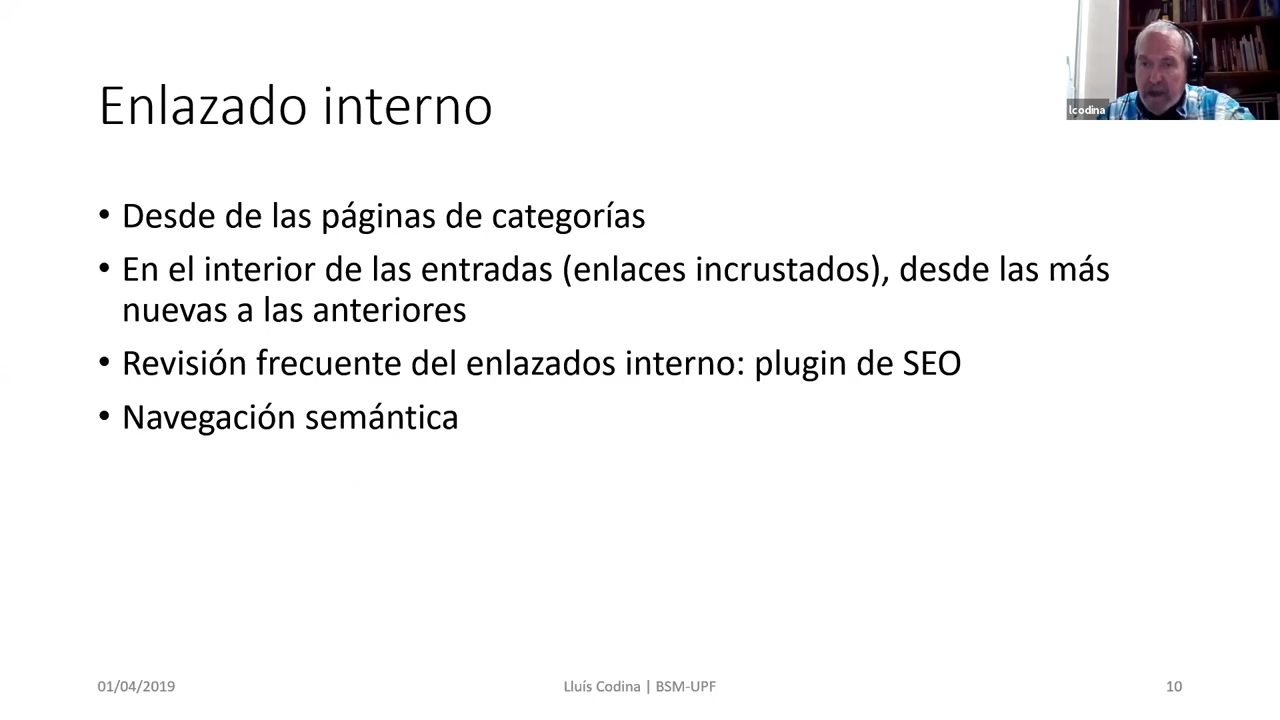 lcodina
Enlazado interno
• Desde de las páginas de categorías
• En el interior de las entradas (enlaces incrustados), desde las más
nuevas a las anteriores
• Revisión frecuente del enlazados interno: plugin de SEO
• Navegación semántica
01/04/2019
Lluís Codina | BSM-UPF
10